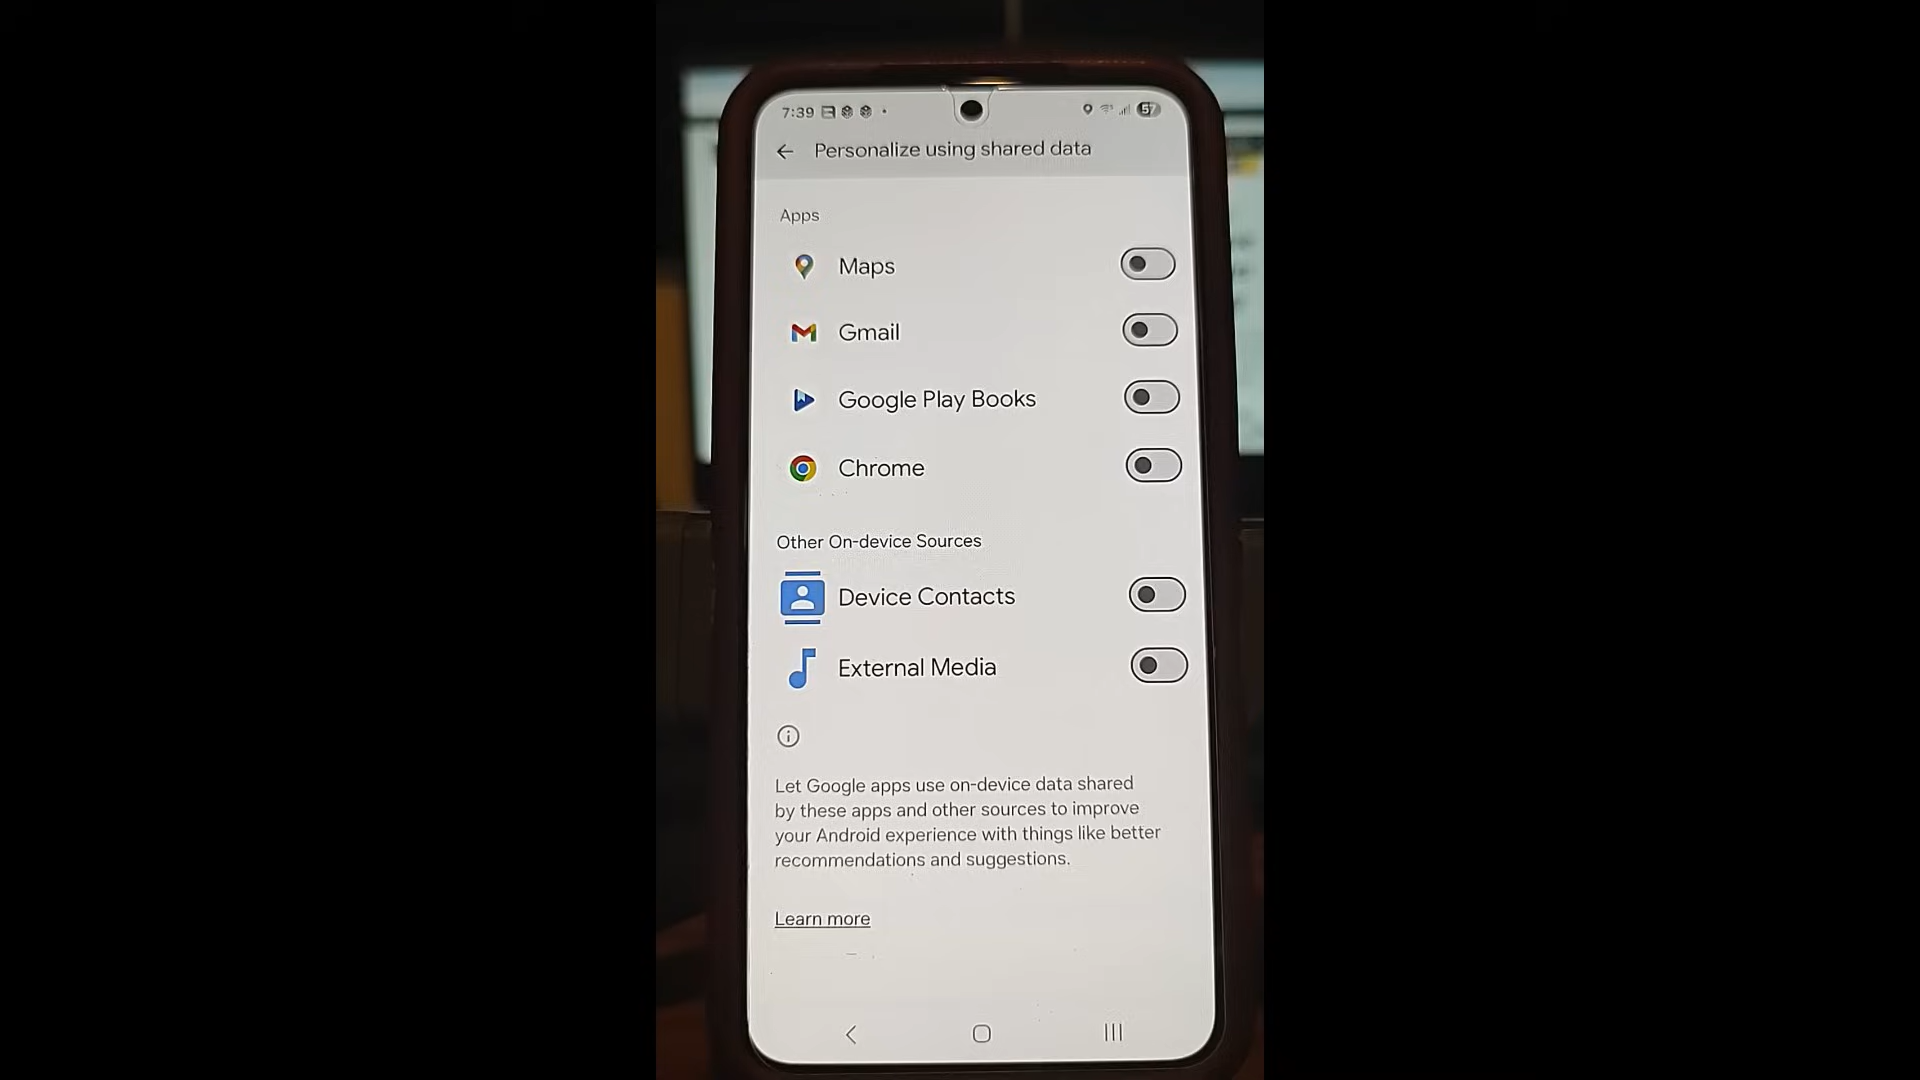 7:39
57
Personalize using shared data
Apps
Maps
Gmail
Google Play Books
Chrome
Other On-device Sources
Device Contacts
External Media
Let Google apps use on-device data shared
by these apps and other sources to improve
your Android experience with things like better
recommendations and suggestions.
Learn more